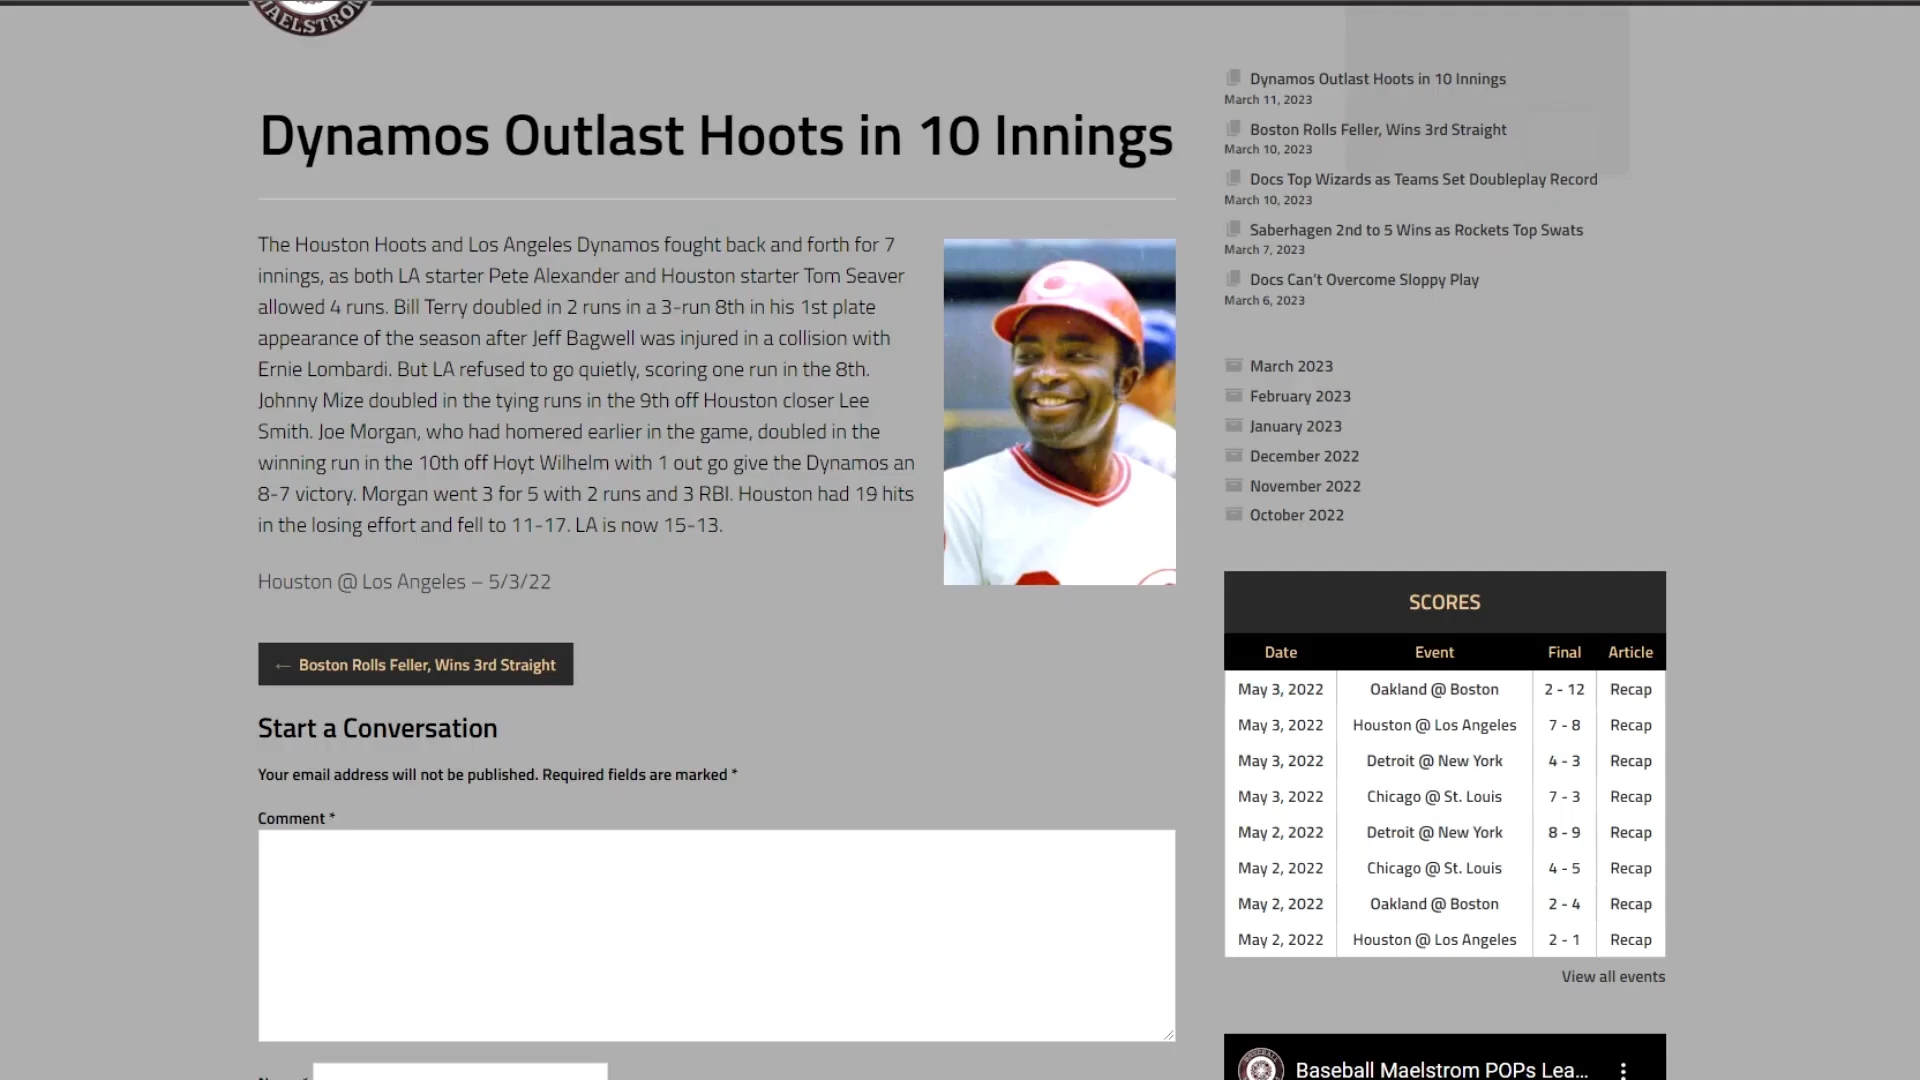 MAELSTROM
Dynamos Outlast Hoots in 10 Innings
The Houston Hoots and Los Angeles Dynamos fought back and forth for 7
innings, as both LA starter Pete Alexander and Houston starter Tom Seaver
allowed 4 runs. Bill Terry doubled in 2 runs in a 3-run 8th in his 1st plate
appearance of the season after Jeff Bagwell was injured in a collision with
Ernie Lombardi. But LA refused to go quietly, scoring one run in the 8th.
Johnny Mize doubled in the tying runs in the 9th off Houston closer Lee
Smith. Joe Morgan, who had homered earlier in the game, doubled in the
winning run in the 10th off Hoyt Wilhelm with 1 out go give the Dynamos an
8-7 victory. Morgan went 3 for 5 with 2 runs and 3 RBI. Houston had 19 hits
in the losing effort and fell to 11-17. LA is now 15-13.
Houston @ Los Angeles – 5/3/22
← Boston Rolls Feller, Wins 3rd Straight
Start a Conversation
Your email address will not be published. Required fields are marked *
Comment *
Dynamos Outlast Hoots in 10 Innings
March 11, 2023
Boston Rolls Feller, Wins 3rd Straight
March 10, 2023
Docs Top Wizards as Teams Set Doubleplay Record
March 10, 2023
Saberhagen 2nd to 5 Wins as Rockets Top Swats
March 7, 2023
Docs Can't Overcome Sloppy Play
March 6, 2023
March 2023
February 2023
January 2023
December 2022
November 2022
October 2022
SCORES
Date Event Final Article
May 3, 2022 Oakland @ Boston 2 - 12 Recap
May 3, 2022 Houston @ Los Angeles 7 - 8 Recap
May 3, 2022 Detroit @ New York 4 - 3 Recap
May 3, 2022 Chicago @ St. Louis 7 - 3 Recap
May 2, 2022 Detroit @ New York 8 - 9 Recap
May 2, 2022 Chicago @ St. Louis 4 - 5 Recap
May 2, 2022 Oakland @ Boston 2 - 4 Recap
May 2, 2022 Houston @ Los Angeles 2 - 1 Recap
View all events
Baseball Maelstrom POPs Lea...